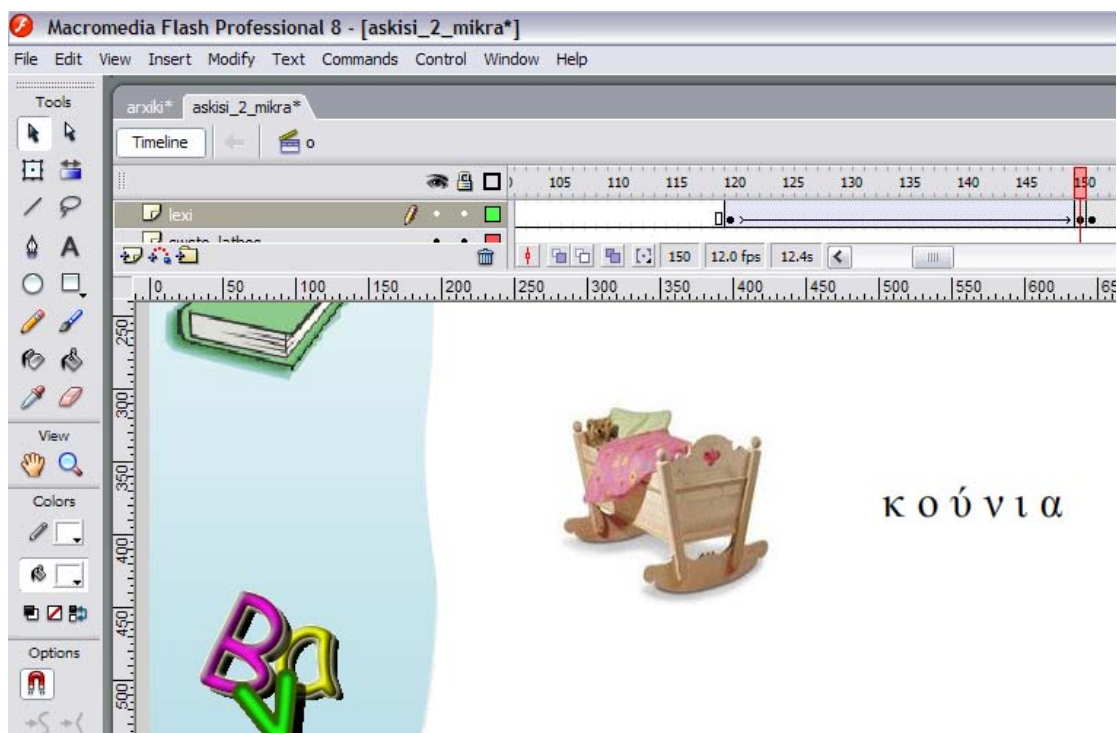 Macromedia Flash Professional 8 - [askisi_2_mikra*]
File Edit View Insert Modify Text Commands Control Window Help
Tools
arxiki* askisi_2_mikra*
Timeline o
105 110 115 120 125 130 135 140 145 150
lexi
swsto_lathos
150 12.0 fps 12.4s
0 50 100 150 200 250 300 350 400 450 500 550 600
250
300
350
400
450
500
View
Colors
Options
κούνια
Β α